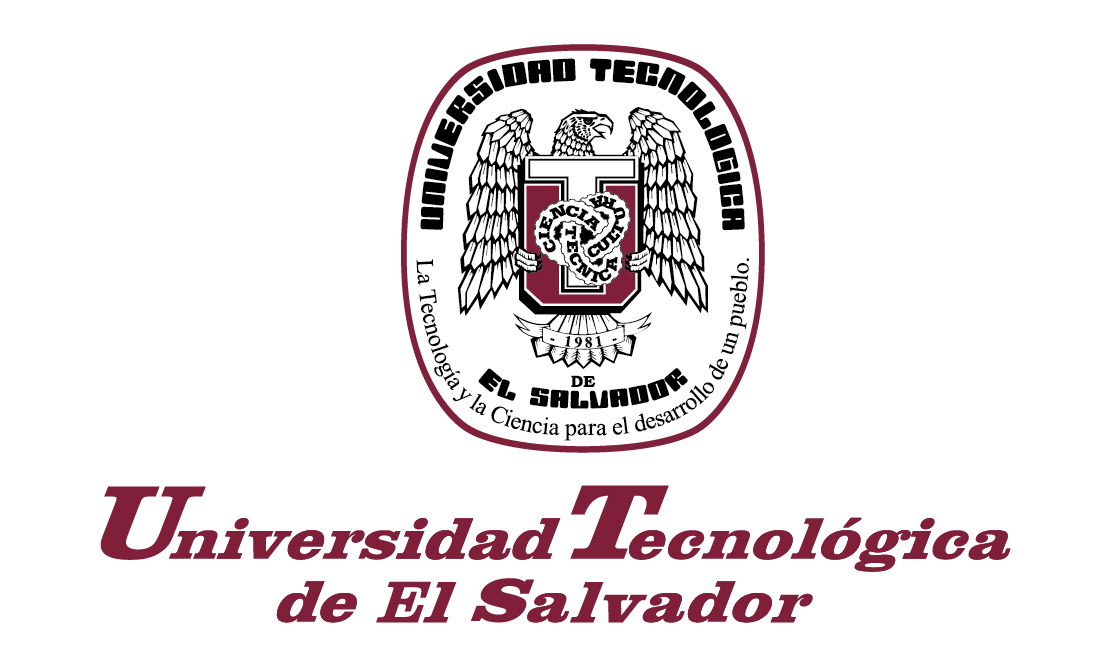 UNIVERSIDAD TECNOLOGICA
CIENCIA
CULTURA
TECNICA
- 1981 -
DE
EL SALVADOR
La Tecnología y la Ciencia para el desarrollo de un pueblo.
Universidad Tecnológica
de El Salvador